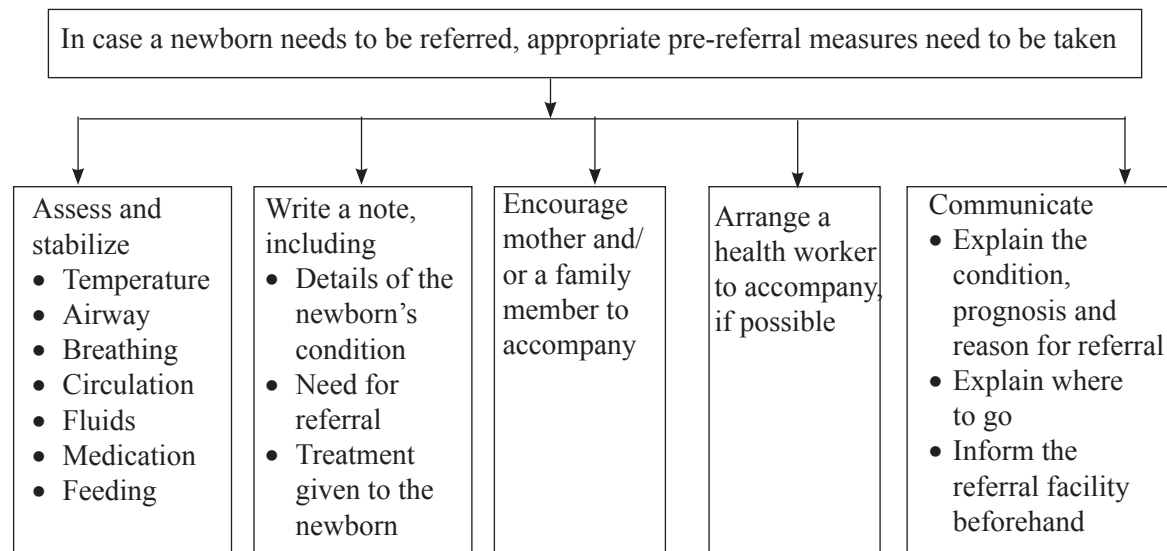 In case a newborn needs to be referred, appropriate pre-referral measures need to be taken
Assess and
stabilize
• Temperature
• Airway
• Breathing
• Circulation
• Fluids
• Medication
• Feeding
Write a note,
including
• Details of the
newborn’s
condition
• Need for
referral
• Treatment
given to the
newborn
Encourage
mother and/
or a family
member to
accompany
Arrange a
health worker
to accompany,
if possible
Communicate
• Explain the
condition,
prognosis and
reason for referral
• Explain where
to go
• Inform the
referral facility
beforehand